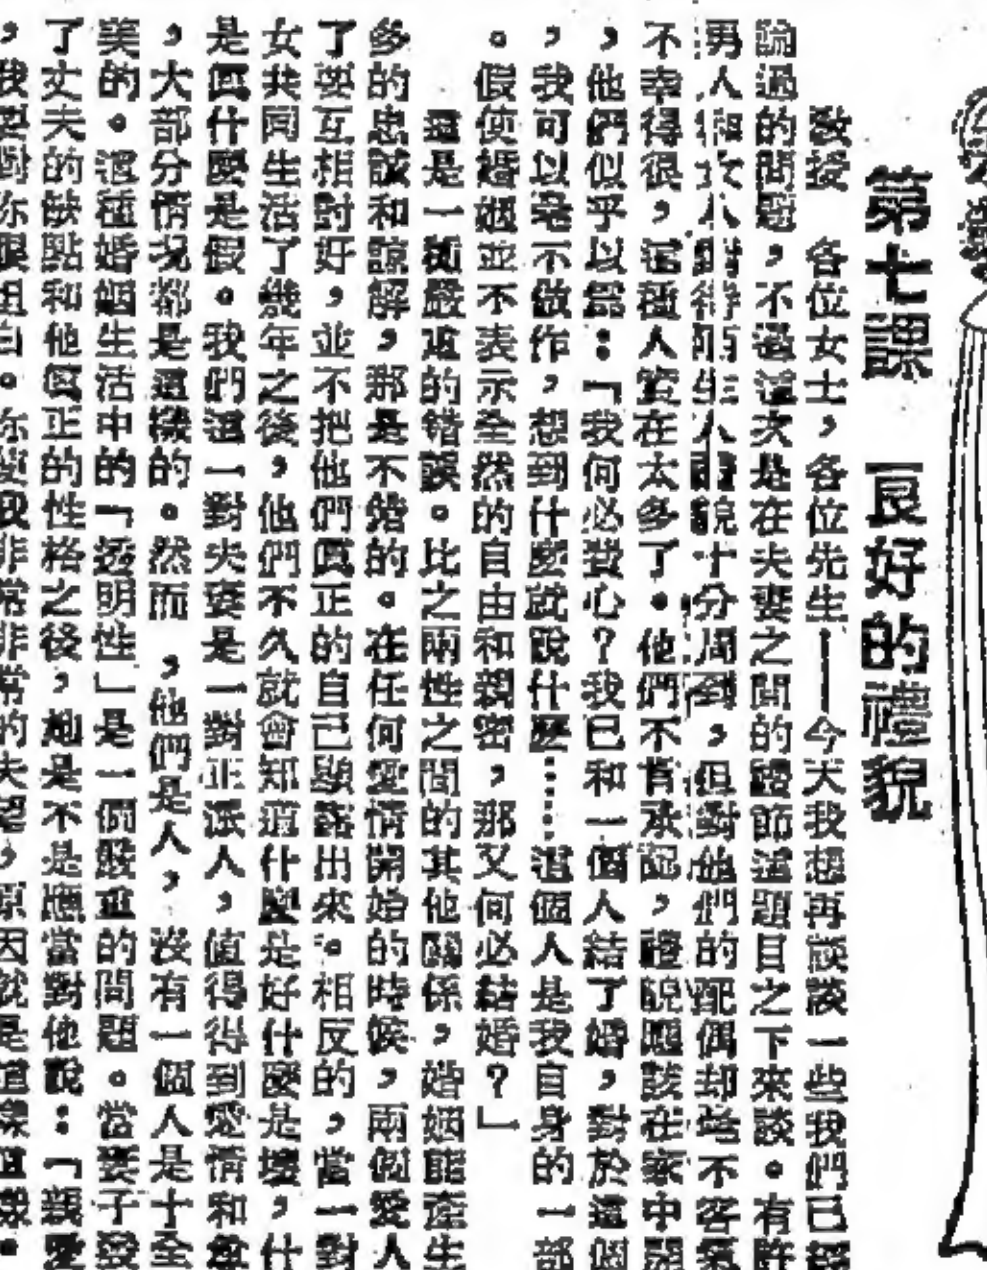 第七課　良好的禮貌
教授　各位女士，各位先生——今天我想再談談一些我們已經
論過的問題，不過這次是在夫妻之間的禮節這題目之下來談。有許
男人和女人對待陌生人禮貌十分周到，但對他們的配偶却毫不客氣
不幸得很，這種人實在太多了。他們不肯承認，禮貌應該在家中開
，他們似乎以爲：「我何必費心？我已和一個人結了婚，對於這個
，我可以毫不做作，想到什麽就說什麽……這個人是我自身的一部
。假使婚姻並不表示全然的自由和親密，那又何必結婚？」
還是一種嚴重的錯誤。比之兩性之間的其他關係，婚姻能產生
多的忠誠和諒解，那是不錯的。在任何愛情開始的時候，兩個愛人
了要互相討好，並不把他們眞正的自己顯露出來。相反的，當一對
女共同生活了幾年之後，他們不久就會知道什麽是好什麽是壞，什
是眞什麽是假。我們這一對夫妻是一對正派人，值得得到愛情和尊
，大部分情况都是這樣的。然而，他們是人，沒有一個人是十全
美的。這種婚姻生活中的「透明性」是一個嚴重的問題。當妻子發
了丈夫的缺點和他眞正的性格之後，她是不是應當對他說：「親愛
，我要對你很坦白。你使我非常非常的失望，原因就是這樣這樣。